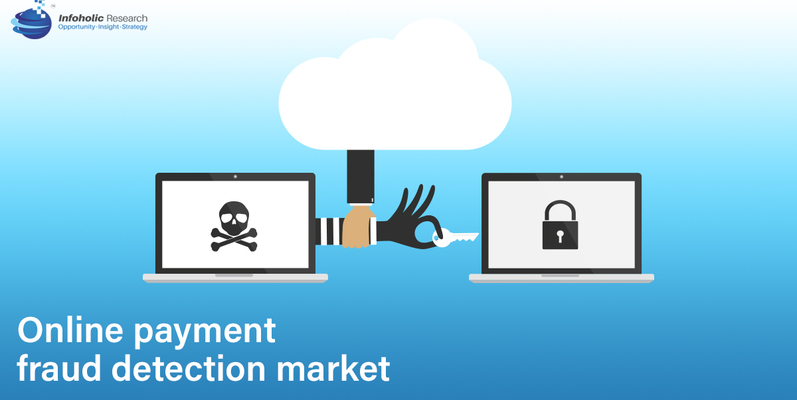 Infoholic Research
Opportunity·Insight·Strategy
Online payment
fraud detection market